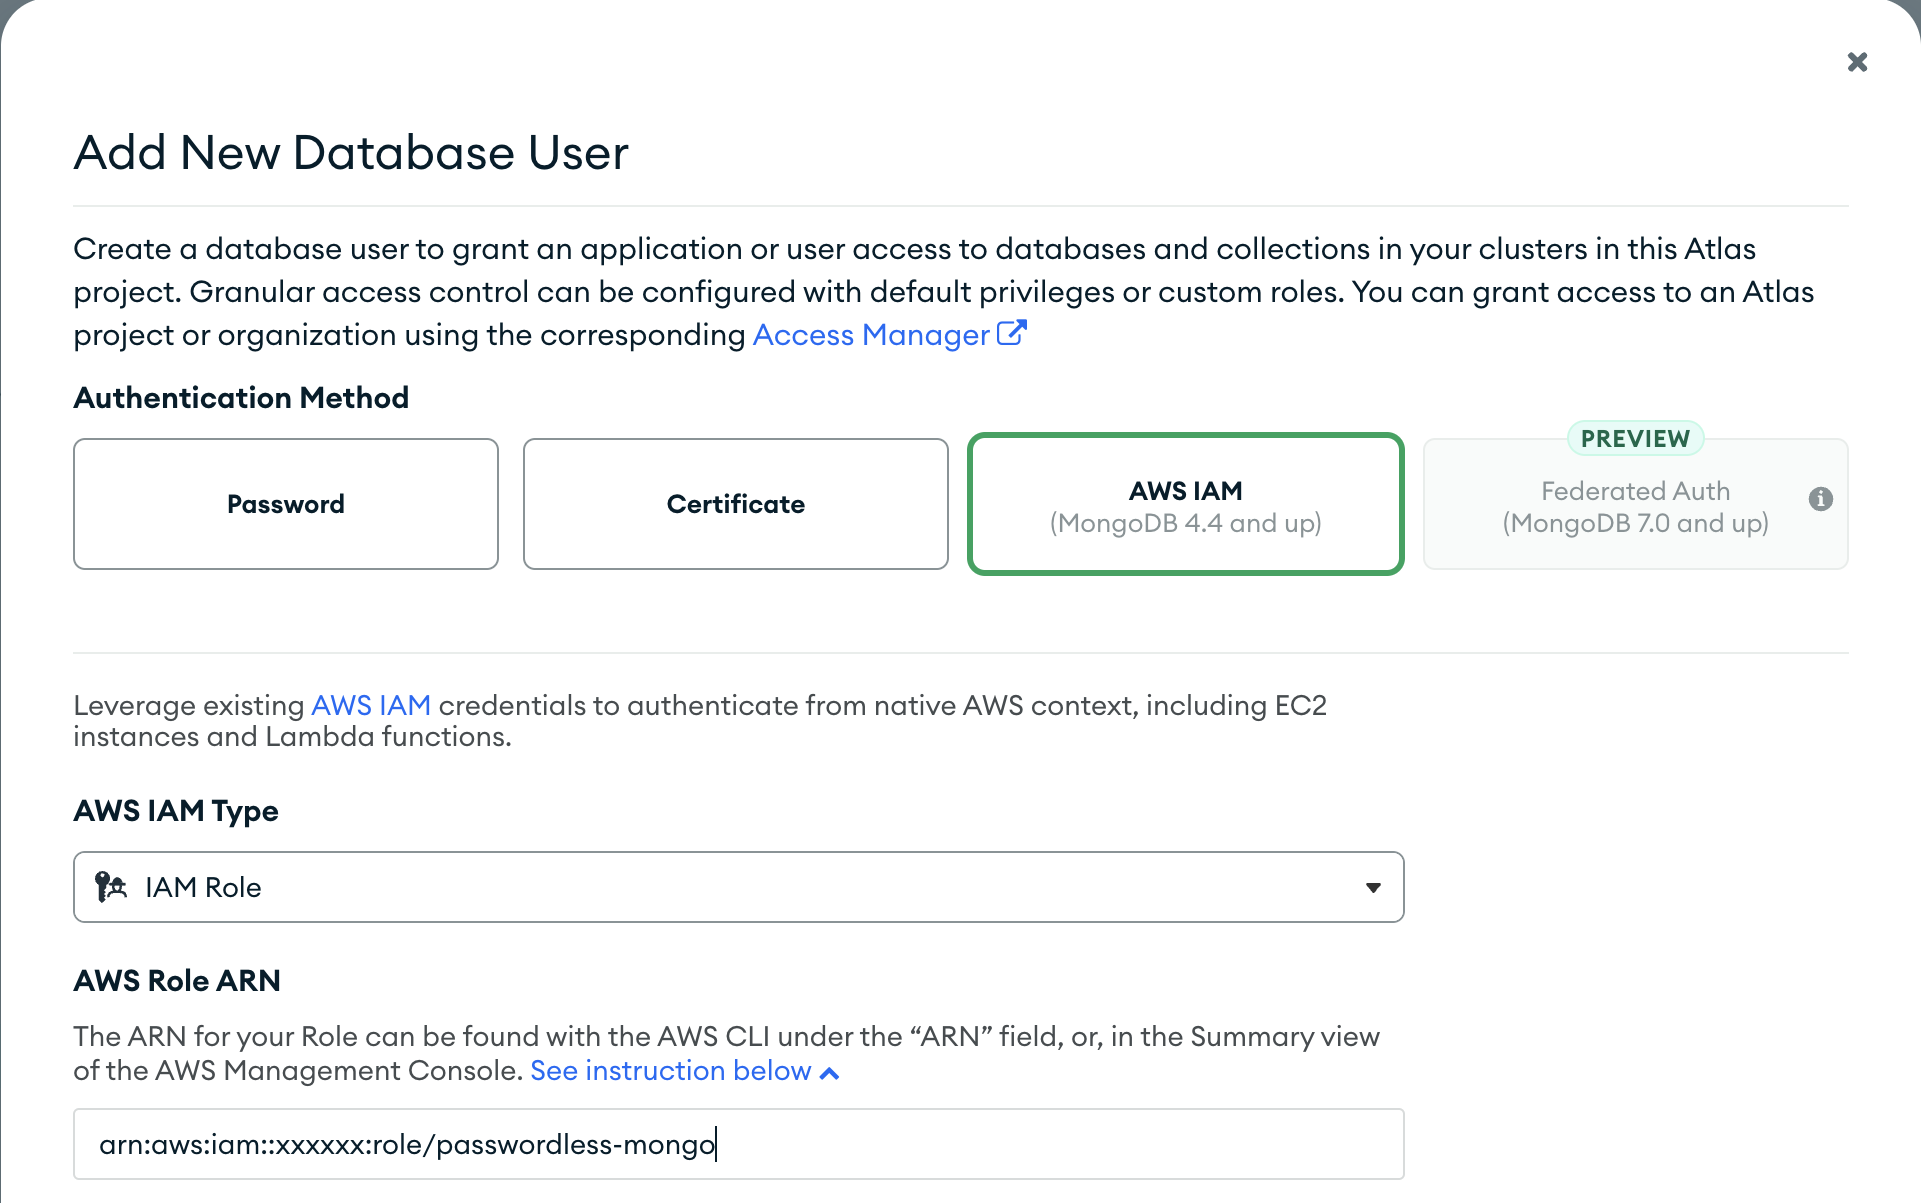 Add New Database User
Create a database user to grant an application or user access to databases and collections in your clusters in this Atlas
project. Granular access control can be configured with default privileges or custom roles. You can grant access to an Atlas
project or organization using the corresponding Access Manager
Authentication Method
Password
Certificate
AWS IAM
(MongoDB 4.4 and up)
PREVIEW
Federated Auth
(MongoDB 7.0 and up)
Leverage existing AWS IAM credentials to authenticate from native AWS context, including EC2
instances and Lambda functions.
AWS IAM Type
IAM Role
AWS Role ARN
The ARN for your Role can be found with the AWS CLI under the “ARN” field, or, in the Summary view
of the AWS Management Console. See instruction below
arn:aws:iam::xxxxxx:role/passwordless-mongo